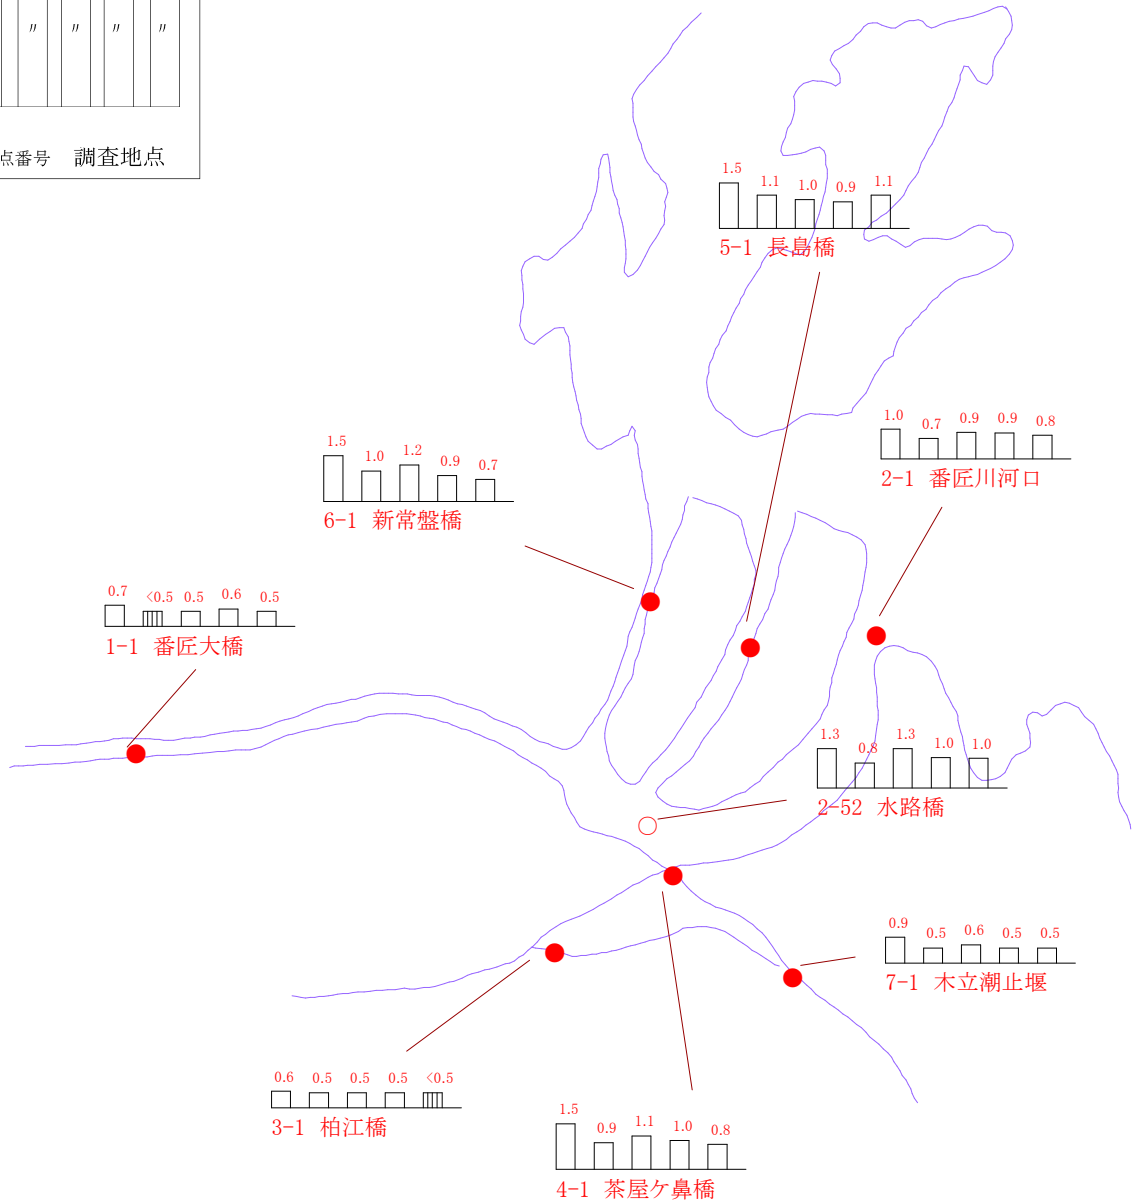 〃 〃 〃 〃
点番号 調査地点
1.5 1.1 1.0 0.9 1.1
5-1 長島橋
1.0 0.7 0.9 0.9 0.8
2-1 番匠川河口
1.5 1.0 1.2 0.9 0.7
6-1 新常盤橋
0.7 <0.5 0.5 0.6 0.5
1-1 番匠大橋
1.3 0.8 1.3 1.0 1.0
2-52 水路橋
0.9 0.5 0.6 0.5 0.5
7-1 木立潮止堰
0.6 0.5 0.5 0.5 <0.5
3-1 柏江橋
1.5 0.9 1.1 1.0 0.8
4-1 茶屋ケ鼻橋